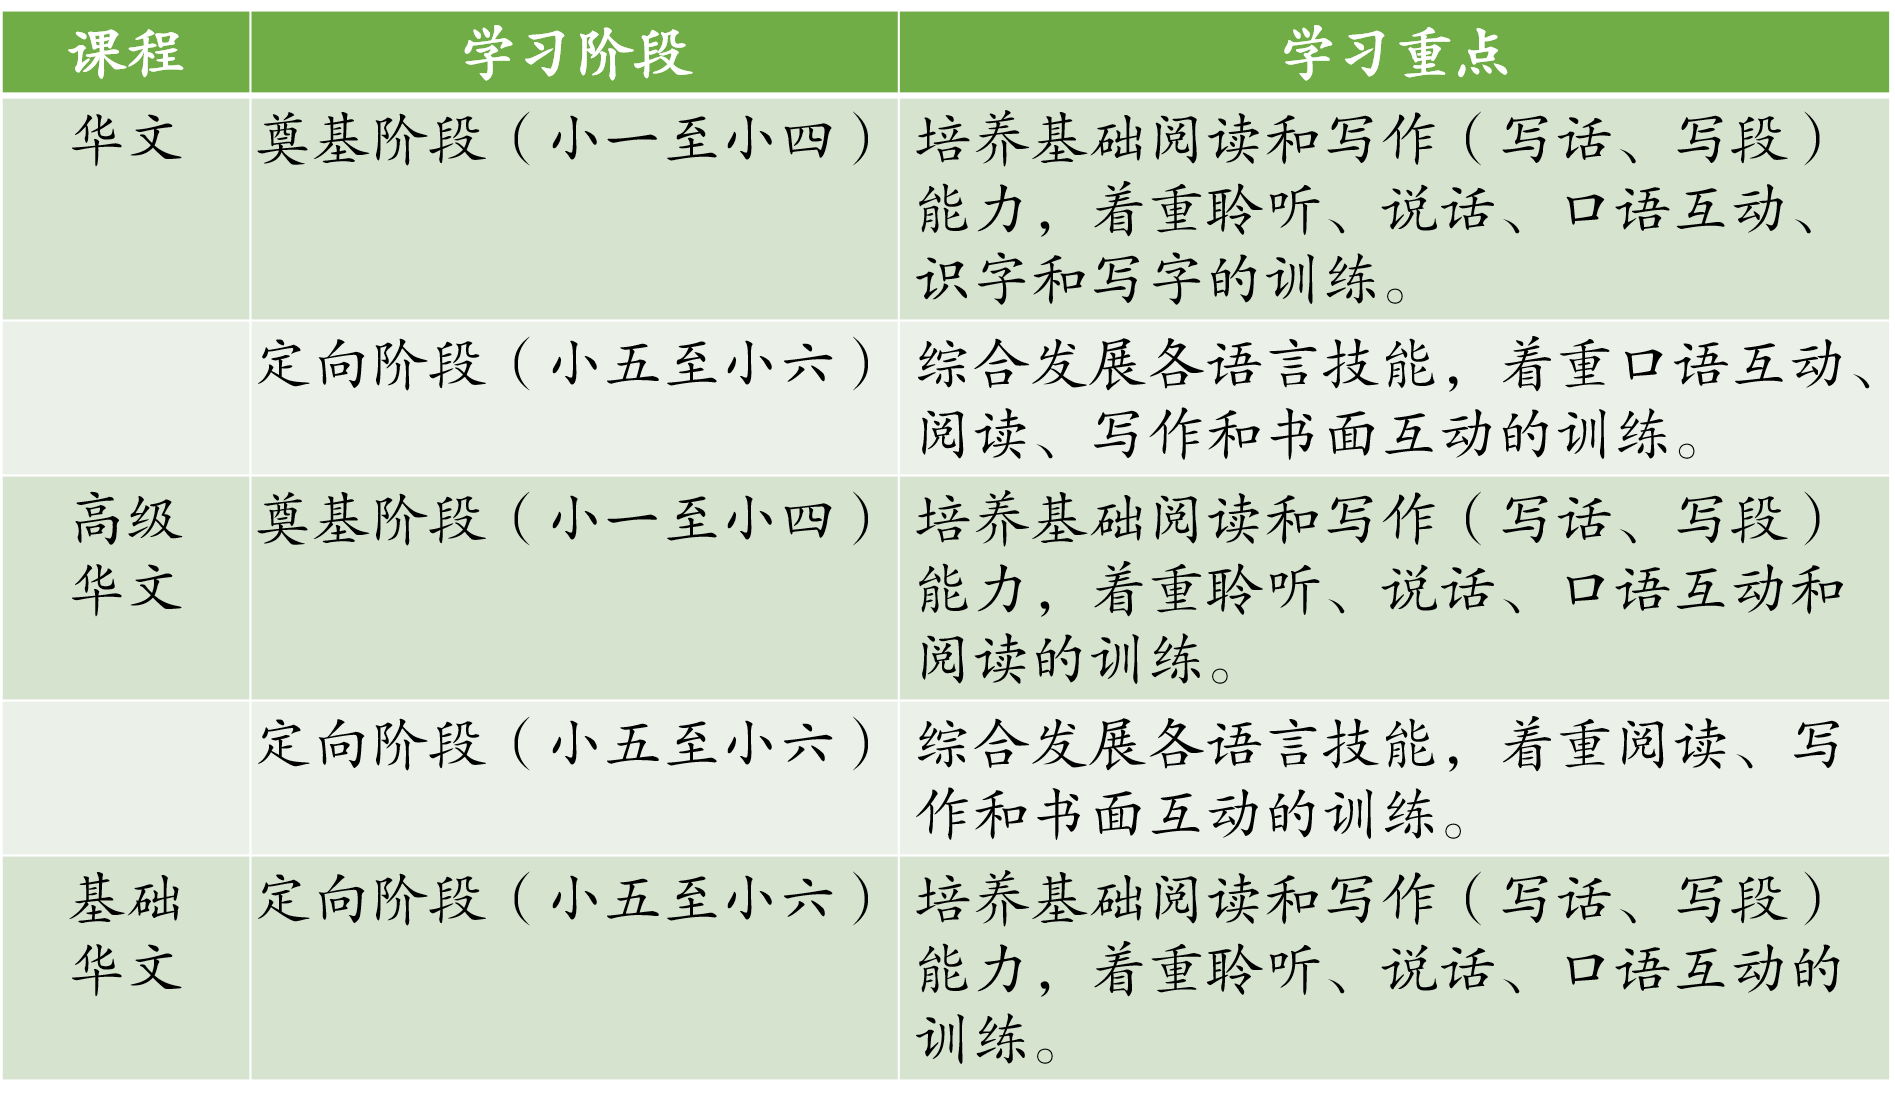 课程 学习阶段 学习重点
华文 奠基阶段（小一至小四） 培养基础阅读和写作（写话、写段）
能力，着重聆听、说话、口语互动、
识字和写字的训练。
定向阶段（小五至小六） 综合发展各语言技能，着重口语互动、
阅读、写作和书面互动的训练。
高级 奠基阶段（小一至小四） 培养基础阅读和写作（写话、写段）
华文 能力，着重聆听、说话、口语互动和
阅读的训练。
定向阶段（小五至小六） 综合发展各语言技能，着重阅读、写
作和书面互动的训练。
基础 定向阶段（小五至小六） 培养基础阅读和写作（写话、写段）
华文 能力，着重聆听、说话、口语互动的
训练。